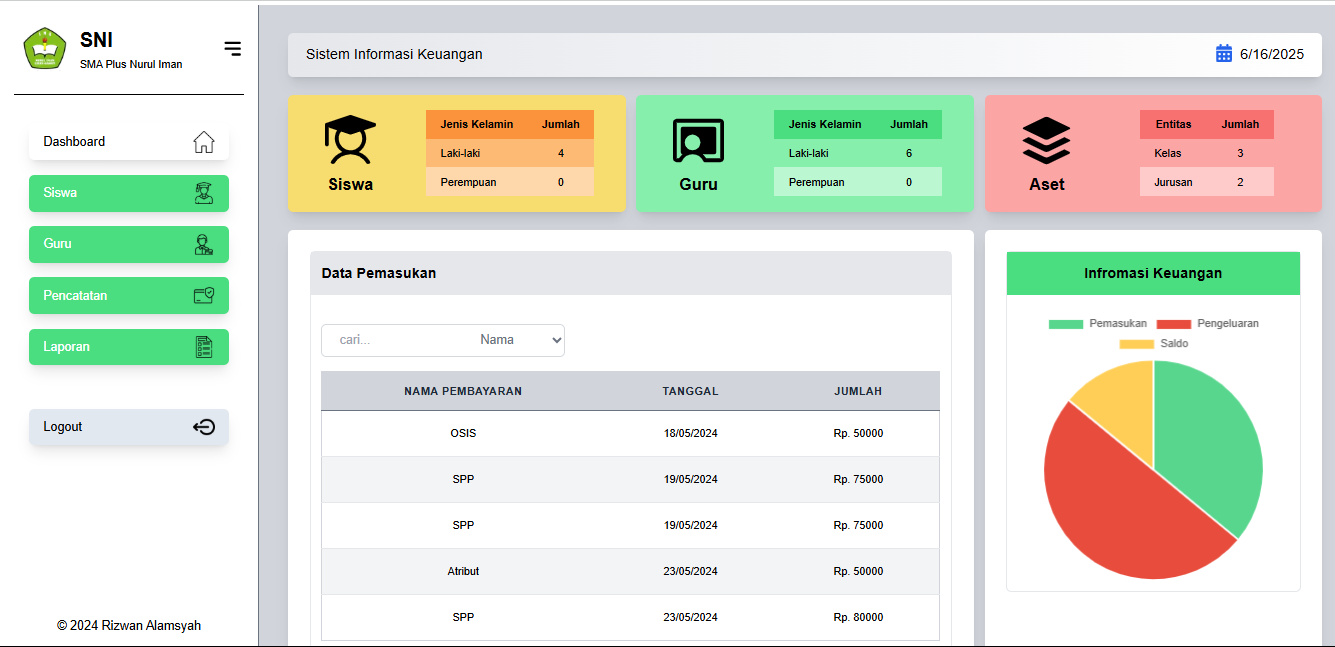 SNI
SMA Plus Nurul Iman
Dashboard
Siswa
Guru
Pencatatan
Laporan
Logout
© 2024 Rizwan Alamsyah
Sistem Informasi Keuangan
6/16/2025
Siswa
Jenis Kelamin Jumlah
Laki-laki 4
Perempuan 0
Guru
Jenis Kelamin Jumlah
Laki-laki 6
Perempuan 0
Aset
Entitas Jumlah
Kelas 3
Jurusan 2
Data Pemasukan
cari... Nama
NAMA PEMBAYARAN TANGGAL JUMLAH
OSIS 18/05/2024 Rp. 50000
SPP 19/05/2024 Rp. 75000
SPP 19/05/2024 Rp. 75000
Atribut 23/05/2024 Rp. 50000
SPP 23/05/2024 Rp. 80000
Infromasi Keuangan
Pemasukan Pengeluaran
Saldo